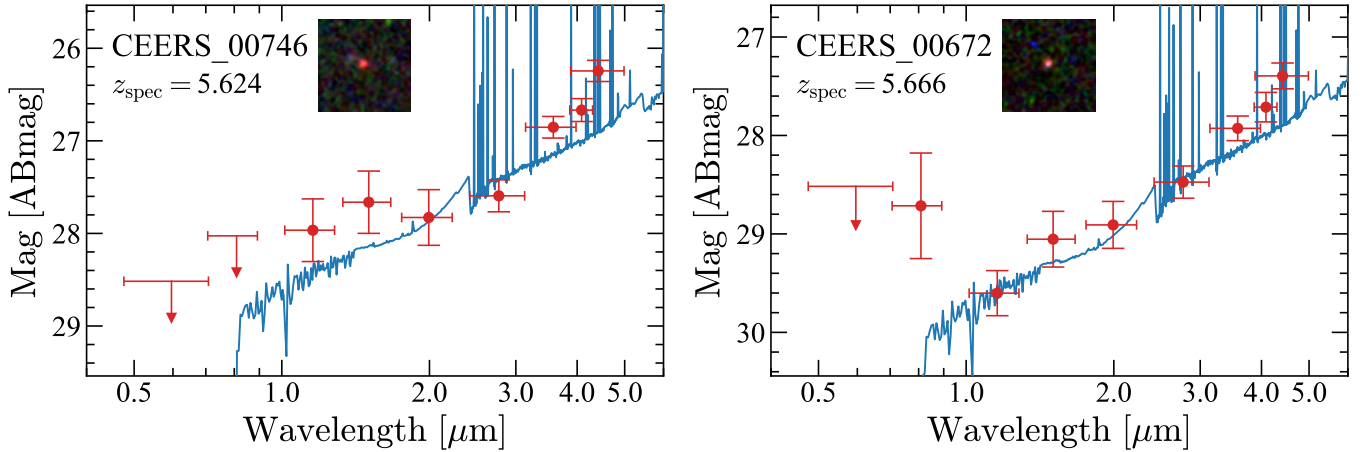 CEERS_00746
z_spec = 5.624
26
27
28
29
Mag [ABmag]
0.5 1.0 2.0 3.0 4.0 5.0
Wavelength [μm]
CEERS_00672
z_spec = 5.666
27
28
29
30
Mag [ABmag]
0.5 1.0 2.0 3.0 4.0 5.0
Wavelength [μm]